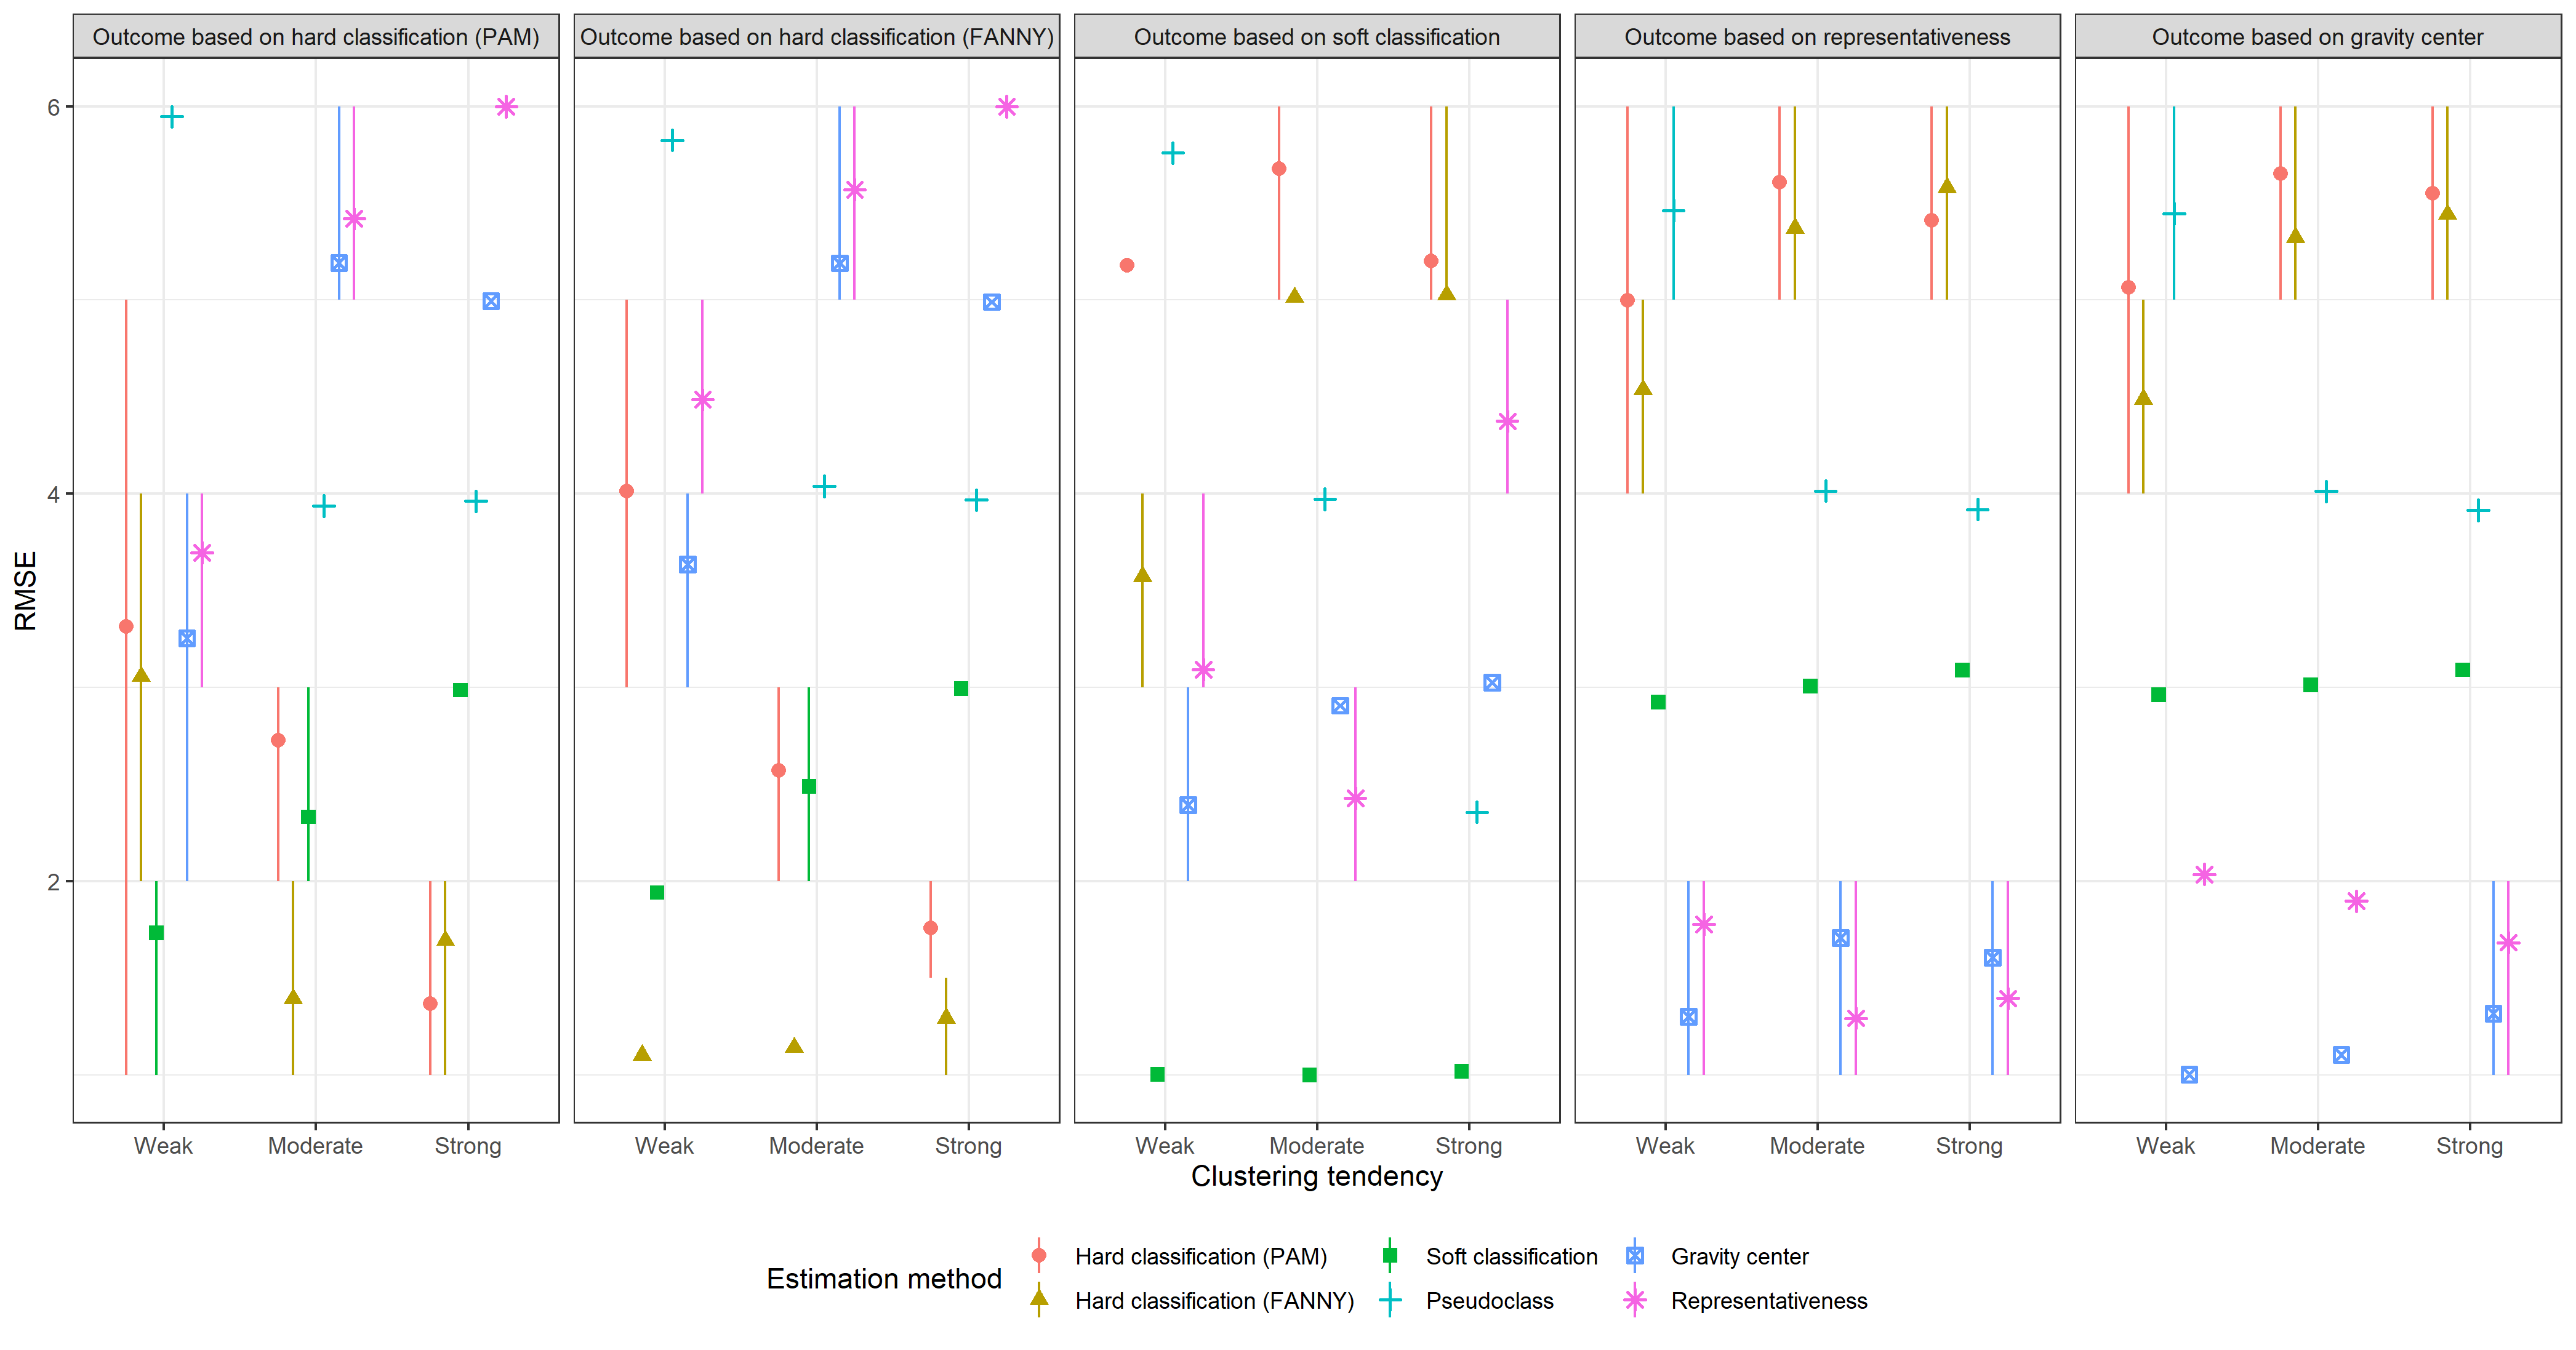 Outcome based on hard classification (PAM)
Outcome based on hard classification (FANNY)
Outcome based on soft classification
Outcome based on representativeness
Outcome based on gravity center
6
4
2
RMSE
Weak Moderate Strong
Weak Moderate Strong
Weak Moderate Strong
Weak Moderate Strong
Weak Moderate Strong
Clustering tendency
Estimation method
Hard classification (PAM)
Hard classification (FANNY)
Soft classification
Pseudoclass
Gravity center
Representativeness